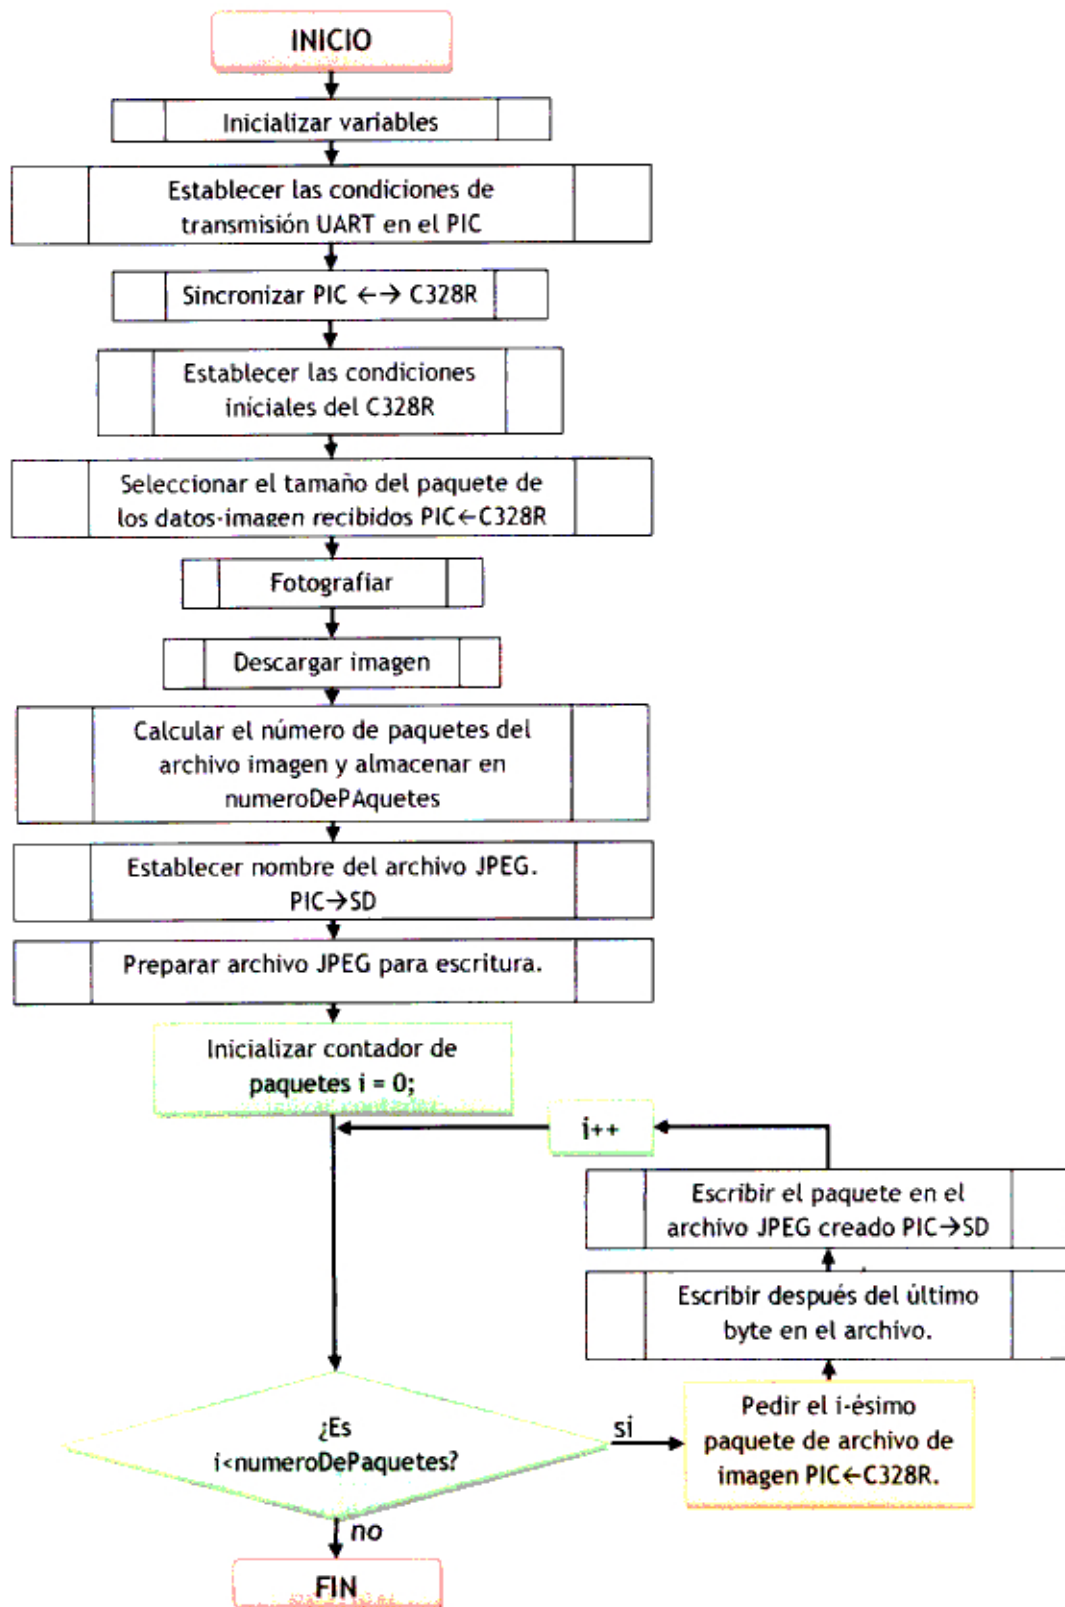 INICIO
Inicializar variables
Establecer las condiciones de
transmisión UART en el PIC
Sincronizar PIC ←→ C328R
Establecer las condiciones
iniciales del C328R
Seleccionar el tamaño del paquete de
los datos-imagen recibidos PIC←C328R
Fotografiar
Descargar imagen
Calcular el número de paquetes del
archivo imagen y almacenar en
numeroDePAquetes
Establecer nombre del archivo JPEG.
PIC→SD
Preparar archivo JPEG para escritura.
Inicializar contador de
paquetes i = 0;
i++
Escribir el paquete en el
archivo JPEG creado PIC→SD
Escribir después del último
byte en el archivo.
Pedir el i-ésimo
paquete de archivo de
imagen PIC←C328R.
si
¿Es
i<numeroDePaquetes?
no
FIN